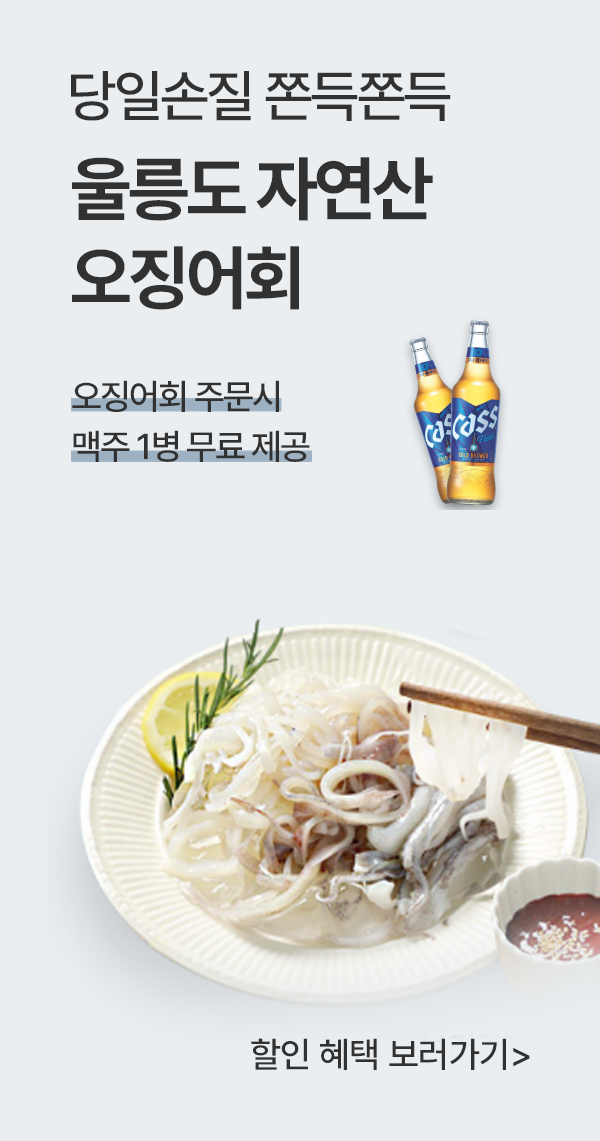 당일손질 쫀득쫀득
울릉도 자연산
오징어회
오징어회 주문시
맥주 1병 무료 제공
Cass
할인 혜택 보러가기>